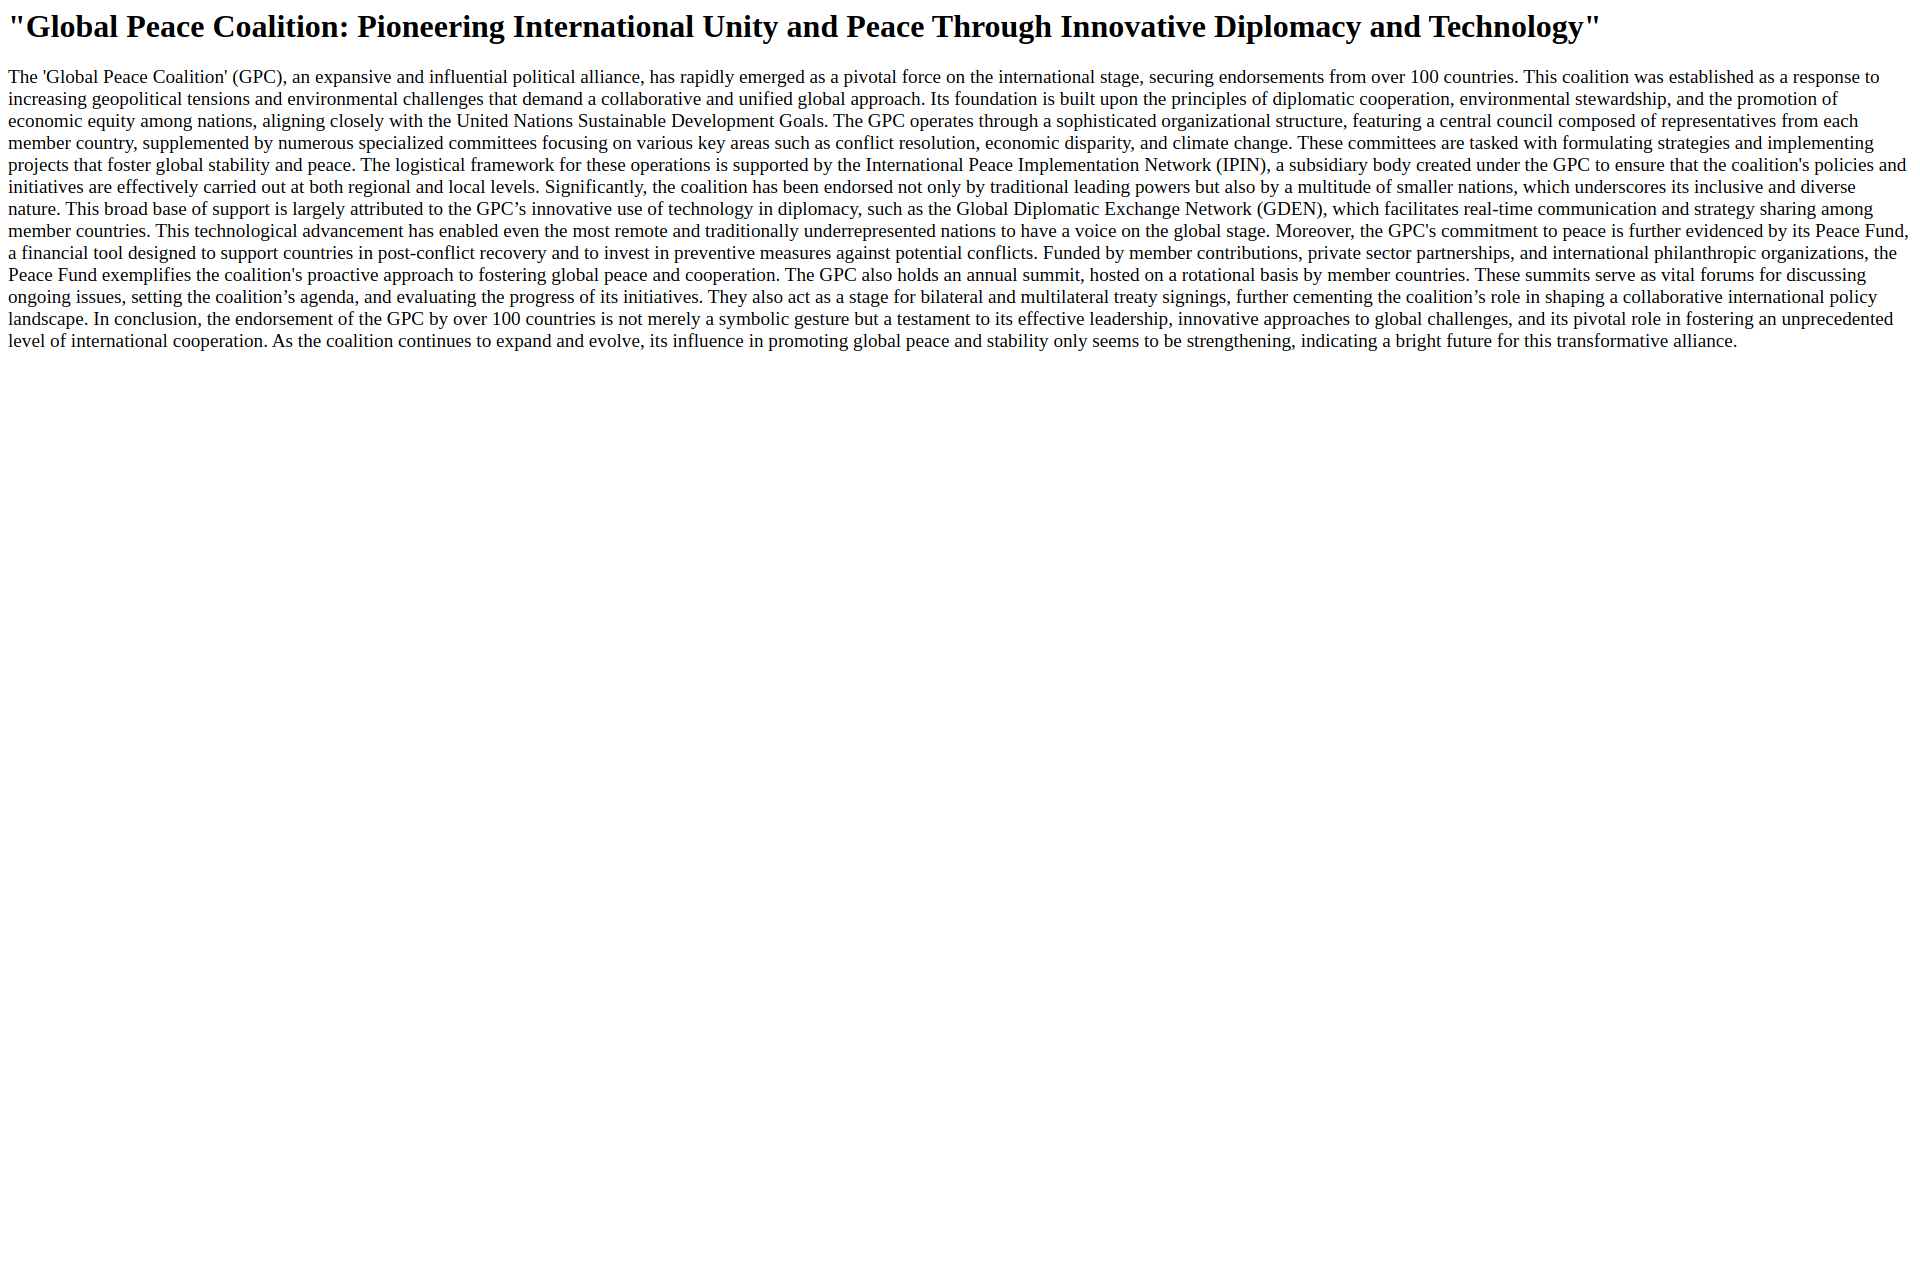 "Global Peace Coalition: Pioneering International Unity and Peace Through Innovative Diplomacy and Technology"
The 'Global Peace Coalition' (GPC), an expansive and influential political alliance, has rapidly emerged as a pivotal force on the international stage, securing endorsements from over 100 countries. This coalition was established as a response to
increasing geopolitical tensions and environmental challenges that demand a collaborative and unified global approach. Its foundation is built upon the principles of diplomatic cooperation, environmental stewardship, and the promotion of
economic equity among nations, aligning closely with the United Nations Sustainable Development Goals. The GPC operates through a sophisticated organizational structure, featuring a central council composed of representatives from each
member country, supplemented by numerous specialized committees focusing on various key areas such as conflict resolution, economic disparity, and climate change. These committees are tasked with formulating strategies and implementing
projects that foster global stability and peace. The logistical framework for these operations is supported by the International Peace Implementation Network (IPIN), a subsidiary body created under the GPC to ensure that the coalition's policies and
initiatives are effectively carried out at both regional and local levels. Significantly, the coalition has been endorsed not only by traditional leading powers but also by a multitude of smaller nations, which underscores its inclusive and diverse
nature. This broad base of support is largely attributed to the GPC’s innovative use of technology in diplomacy, such as the Global Diplomatic Exchange Network (GDEN), which facilitates real-time communication and strategy sharing among
member countries. This technological advancement has enabled even the most remote and traditionally underrepresented nations to have a voice on the global stage. Moreover, the GPC's commitment to peace is further evidenced by its Peace Fund,
a financial tool designed to support countries in post-conflict recovery and to invest in preventive measures against potential conflicts. Funded by member contributions, private sector partnerships, and international philanthropic organizations, the
Peace Fund exemplifies the coalition's proactive approach to fostering global peace and cooperation. The GPC also holds an annual summit, hosted on a rotational basis by member countries. These summits serve as vital forums for discussing
ongoing issues, setting the coalition’s agenda, and evaluating the progress of its initiatives. They also act as a stage for bilateral and multilateral treaty signings, further cementing the coalition’s role in shaping a collaborative international policy
landscape. In conclusion, the endorsement of the GPC by over 100 countries is not merely a symbolic gesture but a testament to its effective leadership, innovative approaches to global challenges, and its pivotal role in fostering an unprecedented
level of international cooperation. As the coalition continues to expand and evolve, its influence in promoting global peace and stability only seems to be strengthening, indicating a bright future for this transformative alliance.